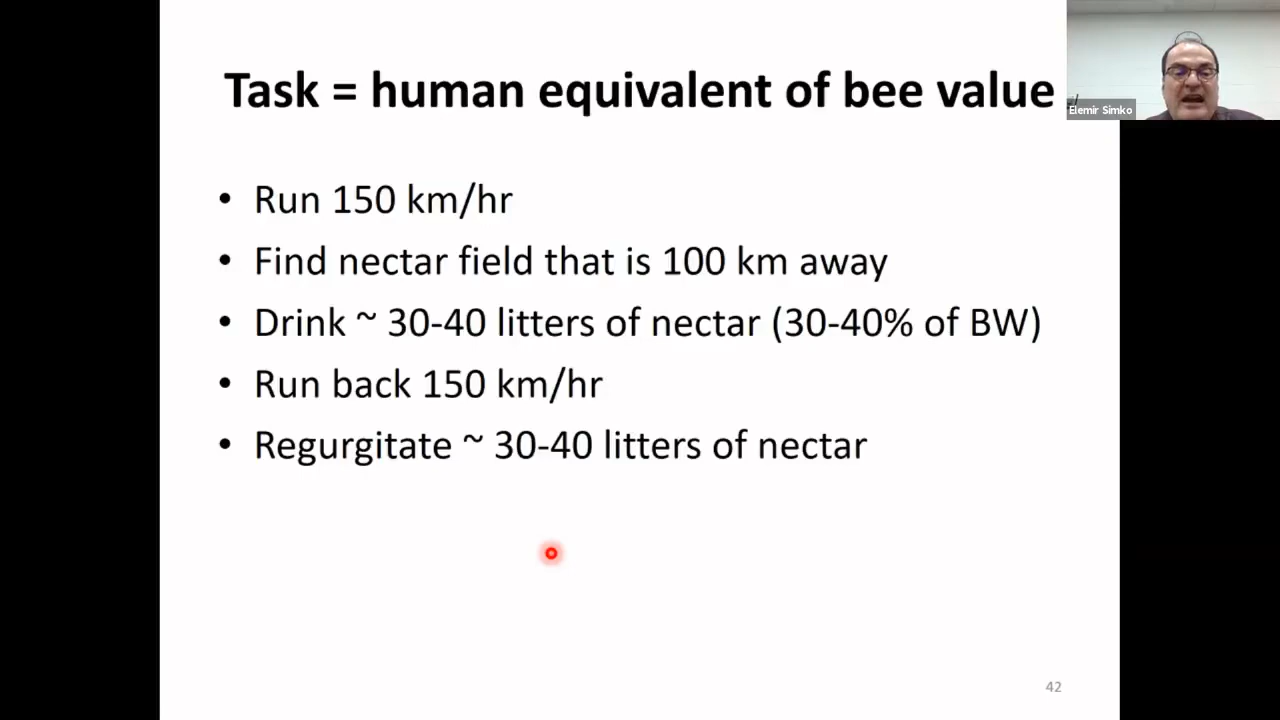 Task = human equivalent of bee value
Elemir Simko
• Run 150 km/hr
• Find nectar field that is 100 km away
• Drink ~ 30-40 litters of nectar (30-40% of BW)
• Run back 150 km/hr
• Regurgitate ~ 30-40 litters of nectar
42